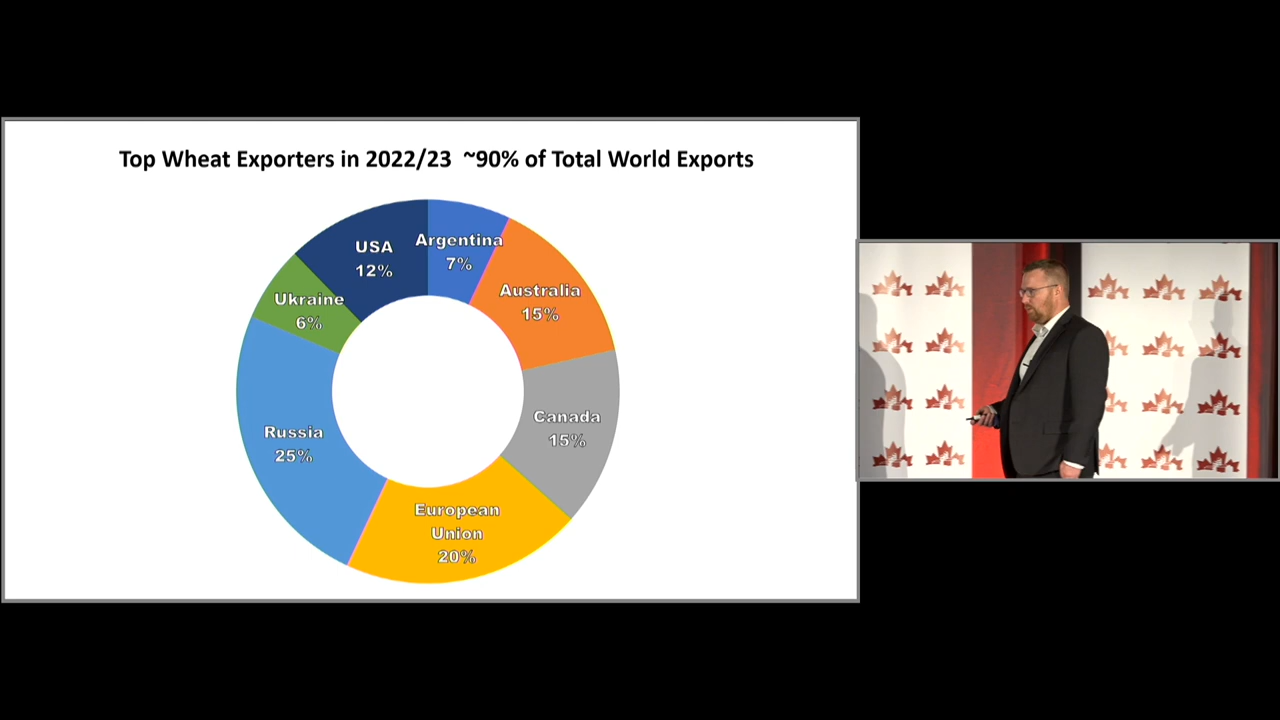 Top Wheat Exporters in 2022/23 ~90% of Total World Exports
USA
12%
Argentina
7%
Australia
15%
Ukraine
6%
Canada
15%
Russia
25%
European
Union
20%